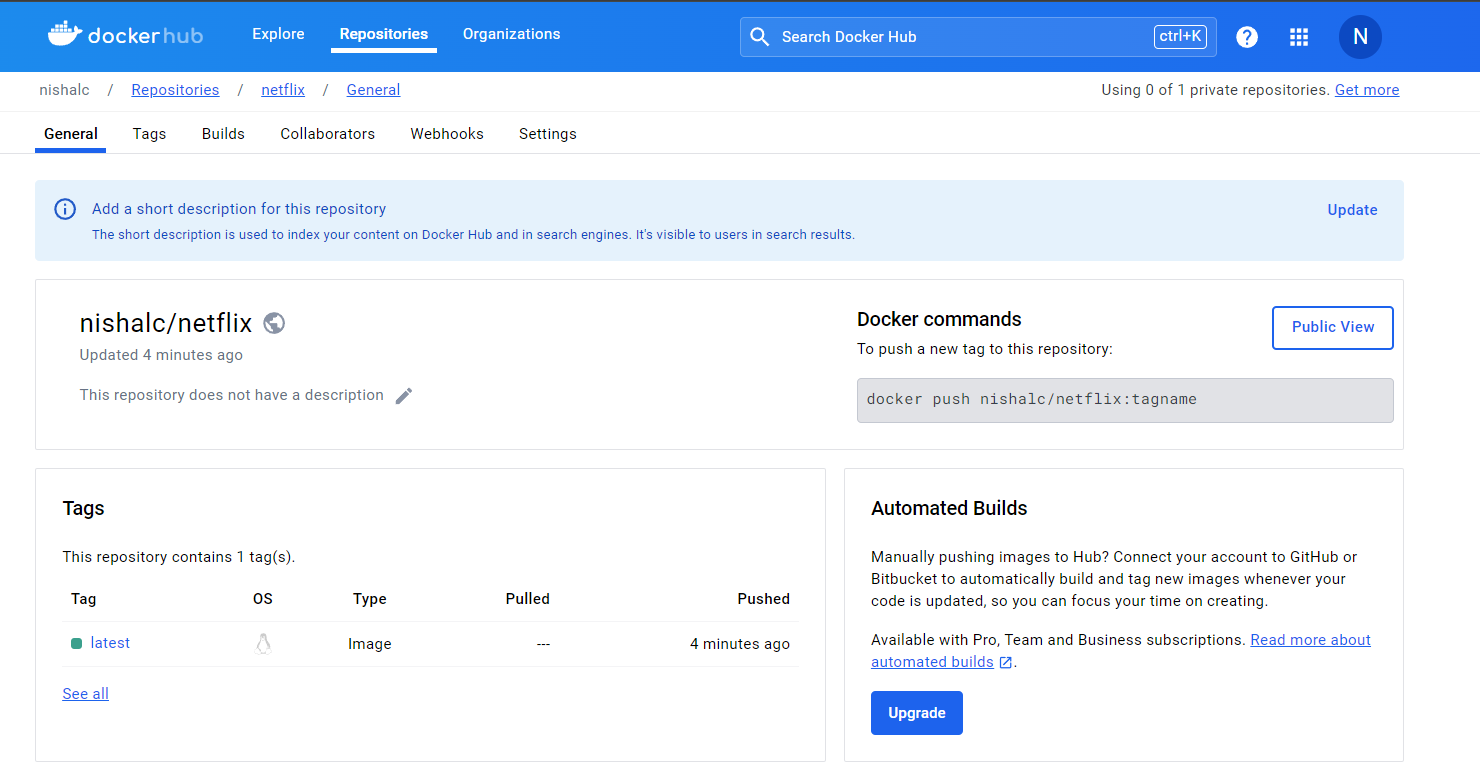 dockerhub
Explore
Repositories
Organizations
Search Docker Hub
ctrl+K
?
N
nishalc / Repositories / netflix / General
Using 0 of 1 private repositories. Get more
General
Tags
Builds
Collaborators
Webhooks
Settings
Add a short description for this repository
Update
The short description is used to index your content on Docker Hub and in search engines. It's visible to users in search results.
nishalc/netflix
Updated 4 minutes ago
This repository does not have a description
Docker commands
Public View
To push a new tag to this repository:
docker push nishalc/netflix:tagname
Tags
This repository contains 1 tag(s).
Tag OS Type Pulled Pushed
latest Image --- 4 minutes ago
See all
Automated Builds
Manually pushing images to Hub? Connect your account to GitHub or
Bitbucket to automatically build and tag new images whenever your
code is updated, so you can focus your time on creating.
Available with Pro, Team and Business subscriptions. Read more about
automated builds.
Upgrade